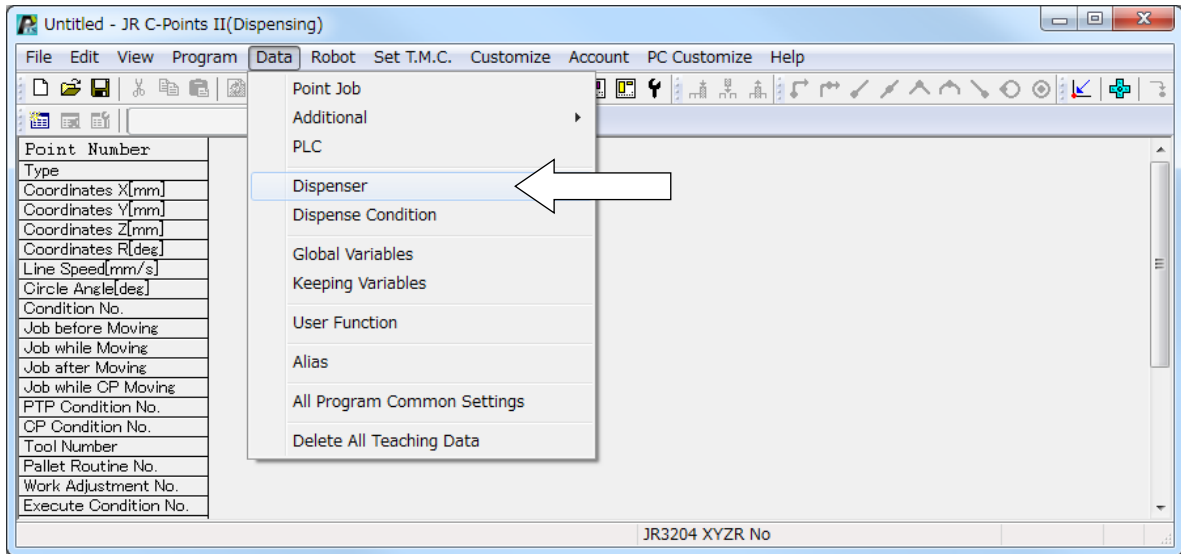 Untitled - JR C-Points II(Dispensing)
File Edit View Program Data Robot Set T.M.C. Customize Account PC Customize Help
Point Job
Additional
PLC
Dispenser
Dispense Condition
Global Variables
Keeping Variables
User Function
Alias
All Program Common Settings
Delete All Teaching Data
Point Number
Type
Coordinates X[mm]
Coordinates Y[mm]
Coordinates Z[mm]
Coordinates R[deg]
Line Speed[mm/s]
Circle Angle[deg]
Condition No.
Job before Moving
Job while Moving
Job after Moving
Job while CP Moving
PTP Condition No.
CP Condition No.
Tool Number
Pallet Routine No.
Work Adjustment No.
Execute Condition No.
JR3204 XYZR No